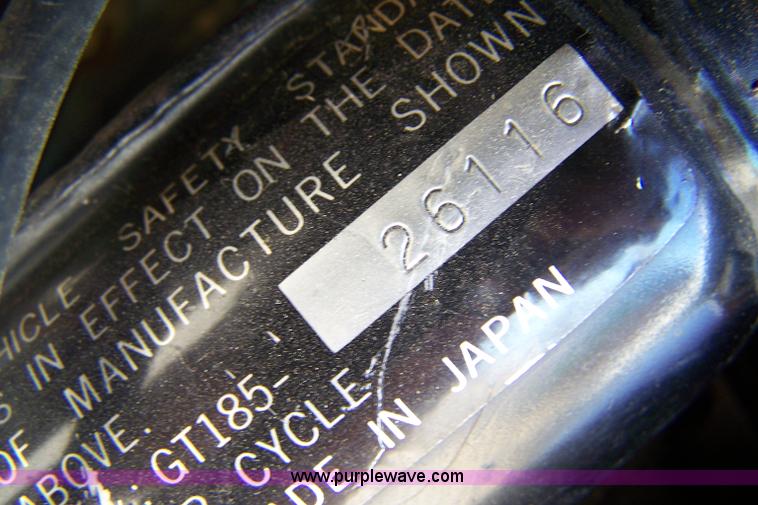 SAFETY STANDA
HICLE
S IN EFFECT ON THE DAT
OF MANUFACTURE SHOWN
ABOVE.
GT185- 26116
CYCLE
IN JAPAN
www.purplewave.com